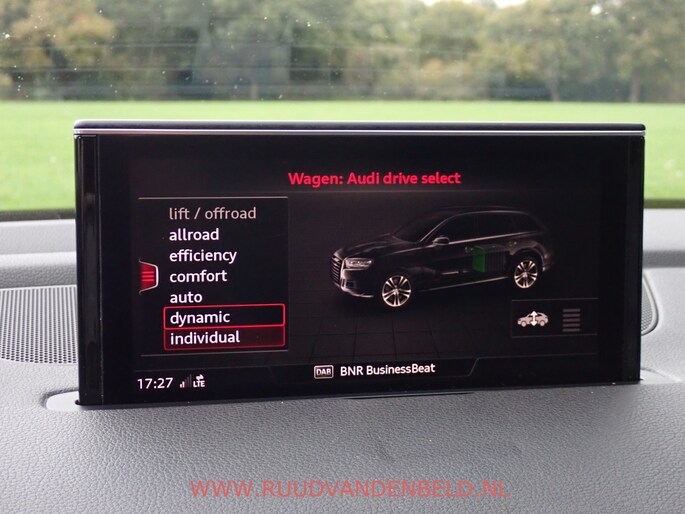 Wagen: Audi drive select
lift / offroad
allroad
efficiency
comfort
auto
dynamic
individual
DAB BNR BusinessBeat
17:27 LTE
WWW.RUUDVANDENBELD.NL